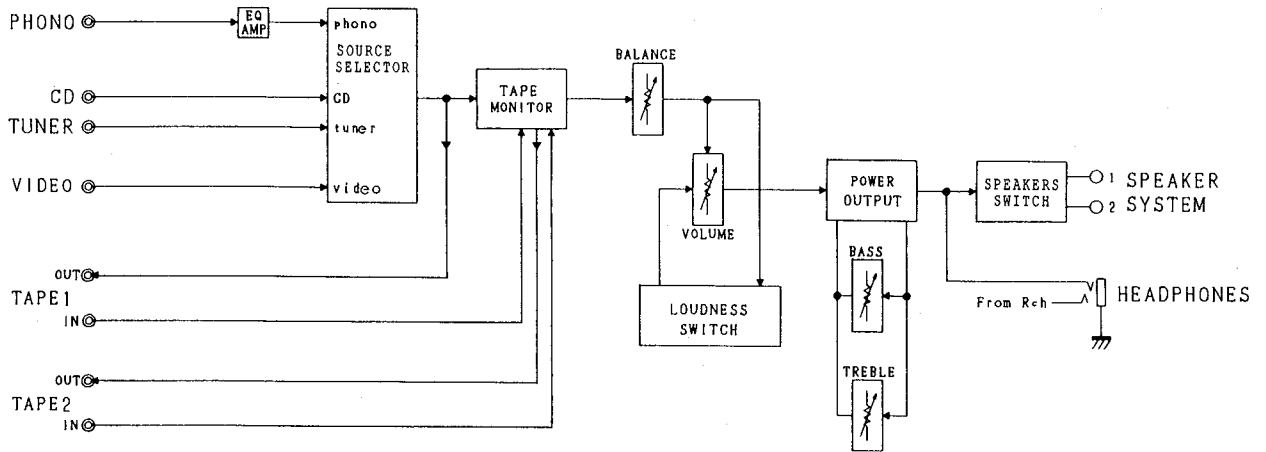 PHONO
EQ
AMP
phono
SOURCE
SELECTOR
CD
CD
TUNER
tuner
VIDEO
video
TAPE
MONITOR
BALANCE
VOLUME
LOUDNESS
SWITCH
POWER
OUTPUT
BASS
TREBLE
SPEAKERS
SWITCH
1 SPEAKER
2 SYSTEM
From Rch
HEADPHONES
OUT
TAPE1
IN
OUT
TAPE2
IN